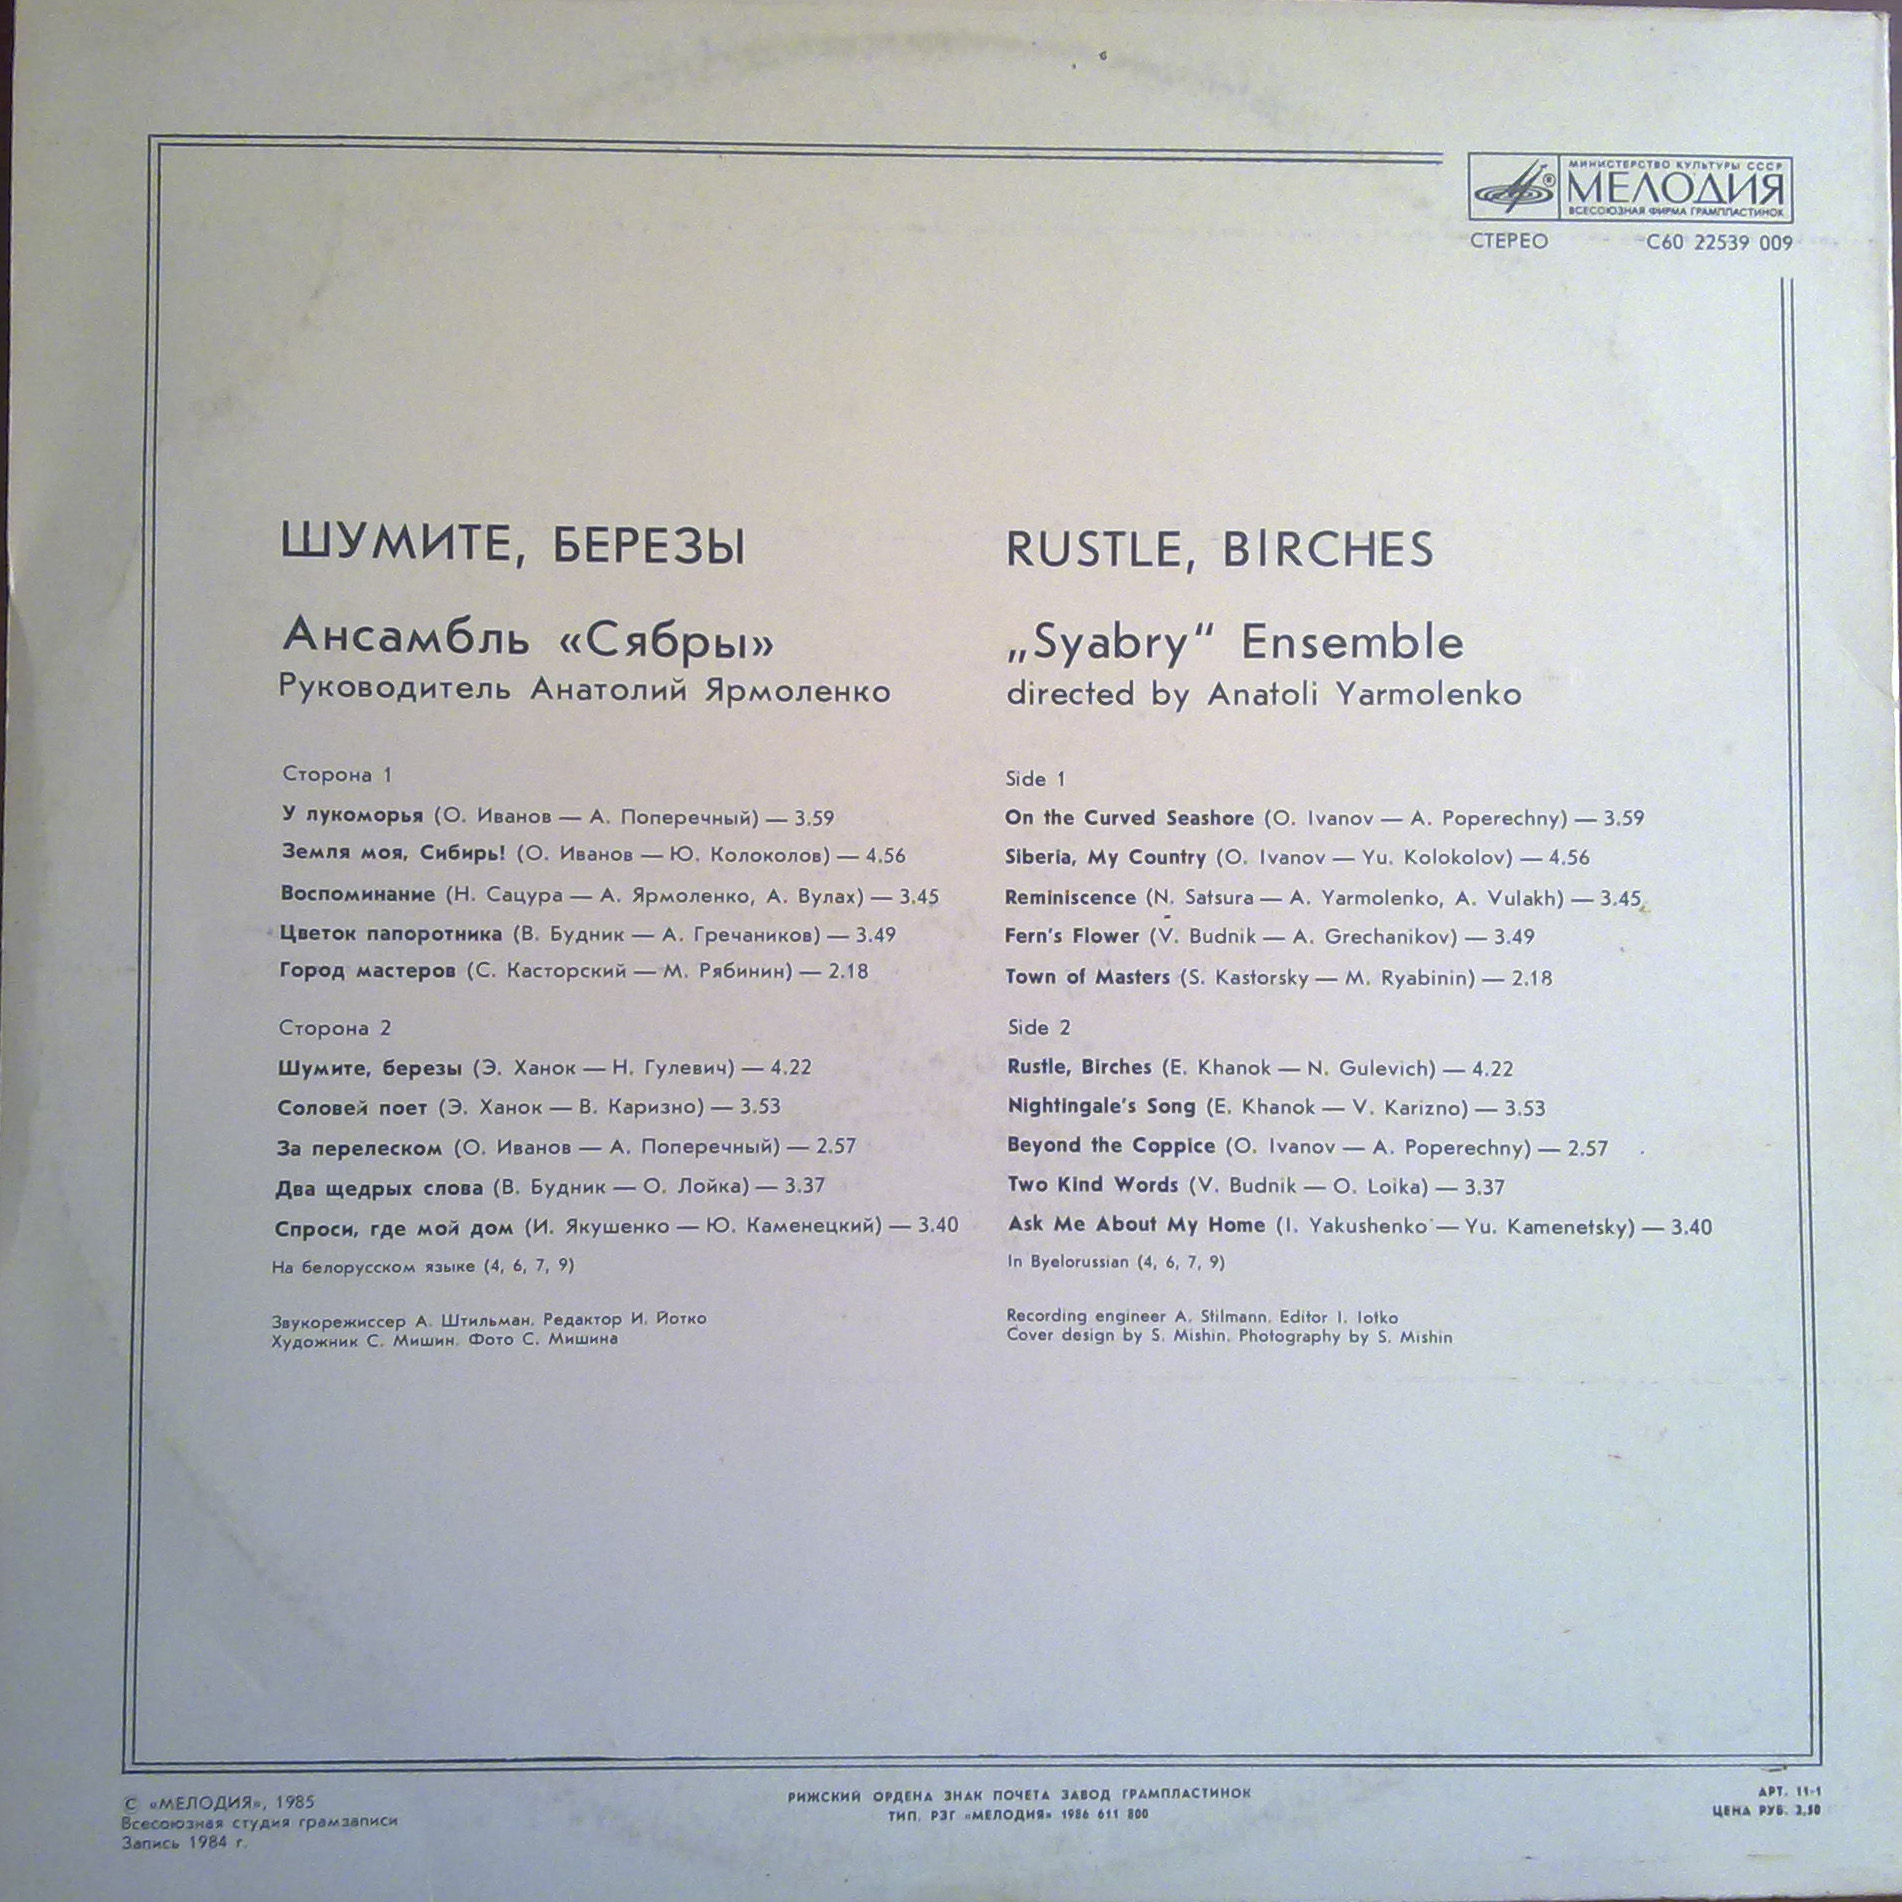 МИНИСТЕРСТВО КУЛЬТУРЫ СССР
МЕЛОДИЯ
ВСЕСОЮЗНАЯ ФИРМА ГРАМПЛАСТИНОК
СТЕРЕО С60 22539 009
ШУМИТЕ, БЕРЕЗЫ
Ансамбль «Сябры»
Руководитель Анатолий Ярмоленко
Сторона 1
У лукоморья (О. Иванов — А. Поперечный) — 3.59
Земля моя, Сибирь! (О. Иванов — Ю. Колоколов) — 4.56
Воспоминание (Н. Сацура — А. Ярмоленко, А. Вулах) — 3.45
Цветок папоротника (В. Будник — А. Гречаников) — 3.49
Город мастеров (С. Касторский — М. Рябинин) — 2.18
Сторона 2
Шумите, березы (Э. Ханок — Н. Гулевич) — 4.22
Соловей поет (Э. Ханок — В. Каризно) — 3.53
За перелеском (О. Иванов — А. Поперечный) — 2.57
Два щедрых слова (В. Будник — О. Лойка) — 3.37
Спроси, где мой дом (И. Якушенко — Ю. Каменецкий) — 3.40
На белорусском языке (4, 6, 7, 9)
Звукорежиссер А. Штильман. Редактор И. Йотко
Художник С. Мишин. Фото С. Мишина
RUSTLE, BIRCHES
„Syabry“ Ensemble
directed by Anatoli Yarmolenko
Side 1
On the Curved Seashore (O. Ivanov — A. Poperechny) — 3.59
Siberia, My Country (O. Ivanov — Yu. Kolokolov) — 4.56
Reminiscence (N. Satsura — A. Yarmolenko, A. Vulakh) — 3.45
Fern's Flower (V. Budnik — A. Grechanikov) — 3.49
Town of Masters (S. Kastorsky — M. Ryabinin) — 2.18
Side 2
Rustle, Birches (E. Khanok — N. Gulevich) — 4.22
Nightingale's Song (E. Khanok — V. Karizno) — 3.53
Beyond the Coppice (O. Ivanov — A. Poperechny) — 2.57
Two Kind Words (V. Budnik — O. Loika) — 3.37
Ask Me About My Home (I. Yakushenko — Yu. Kamenetsky) — 3.40
In Byelorussian (4, 6, 7, 9)
Recording engineer A. Stilmann. Editor I. Iotko
Cover design by S. Mishin. Photography by S. Mishin
С «МЕЛОДИЯ», 1985
Всесоюзная студия грамзаписи
Запись 1984 г.
РИЖСКИЙ ОРДЕНА ЗНАК ПОЧЕТА ЗАВОД ГРАМПЛАСТИНОК
ТИП. РЗГ «МЕЛОДИЯ» 1986 611 800
АРТ. 11-1
ЦЕНА РУБ. 2,50